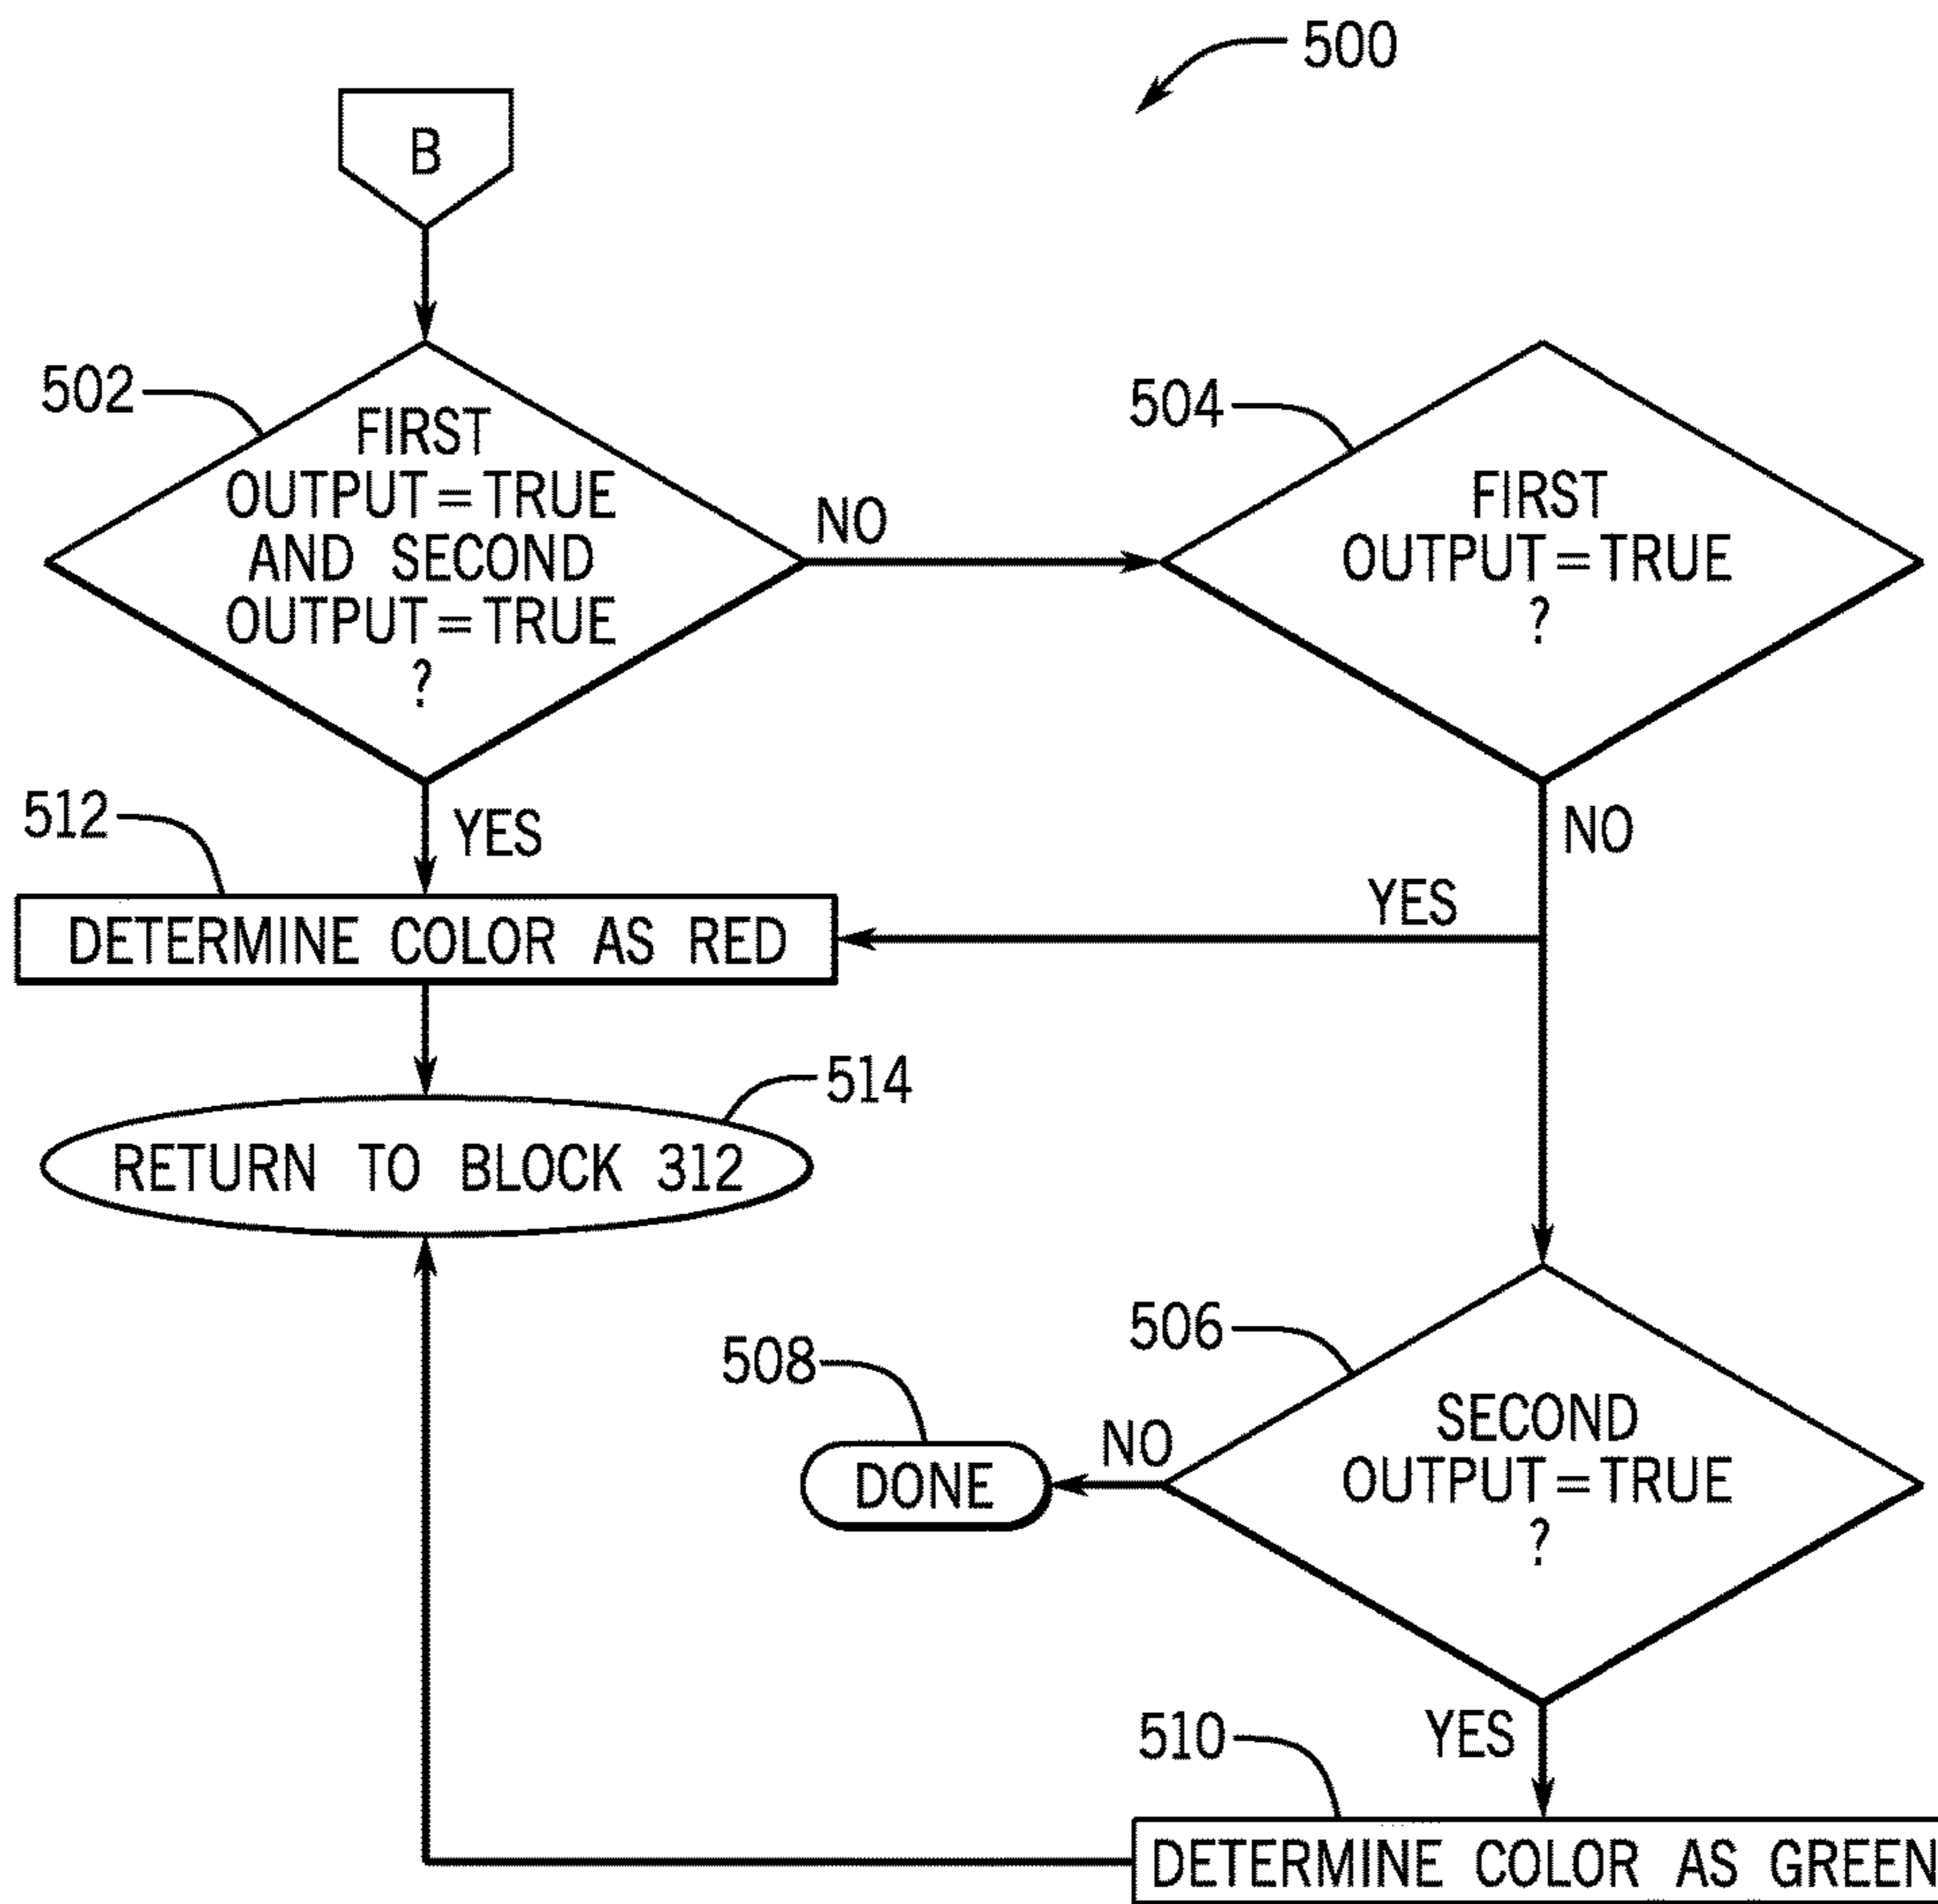 500
B
502
FIRST
OUTPUT=TRUE
AND SECOND
OUTPUT=TRUE
?
NO
504
FIRST
OUTPUT=TRUE
?
512
YES
NO
YES
DETERMINE COLOR AS RED
514
RETURN TO BLOCK 312
506
508
SECOND
OUTPUT=TRUE
?
NO
DONE
510
YES
DETERMINE COLOR AS GREEN